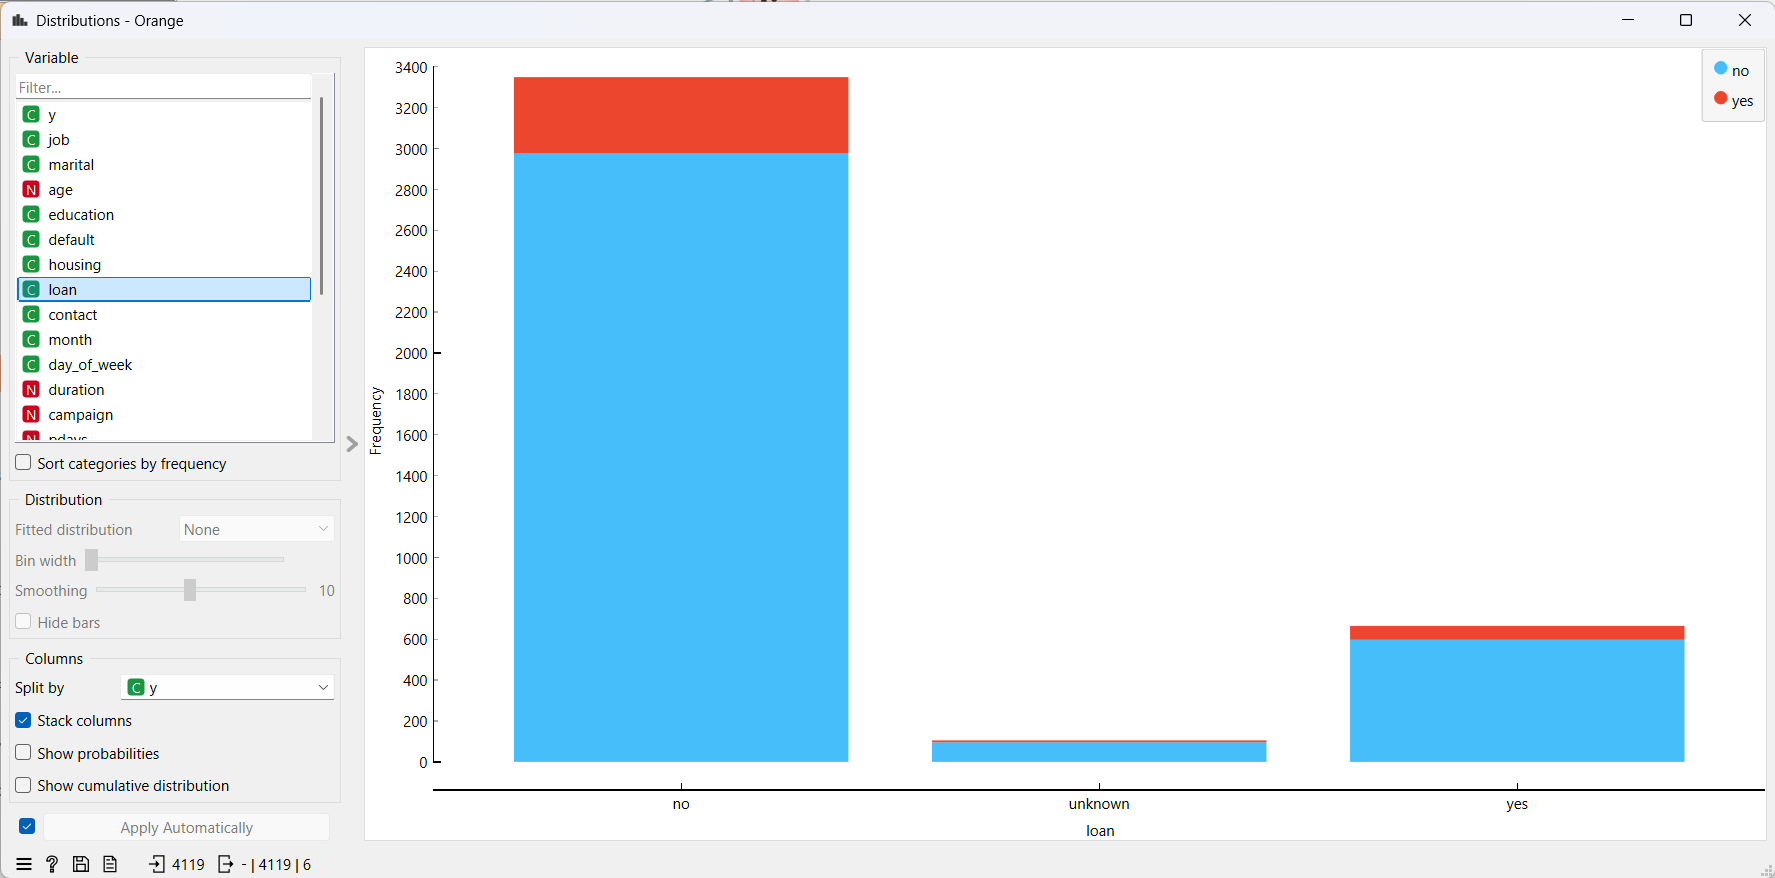 Distributions - Orange
Variable
Filter...
C y
C job
C marital
N age
C education
C default
C housing
C loan
C contact
C month
C day_of_week
N duration
N campaign
N pdays
Sort categories by frequency
Distribution
Fitted distribution None
Bin width
Smoothing 10
Hide bars
Columns
Split by C y
Stack columns
Show probabilities
Show cumulative distribution
Apply Automatically
4119 - | 4119 | 6
3400
3200
3000
2800
2600
2400
2200
2000
1800
1600
1400
1200
1000
800
600
400
200
0
Frequency
no unknown yes
loan
no
yes